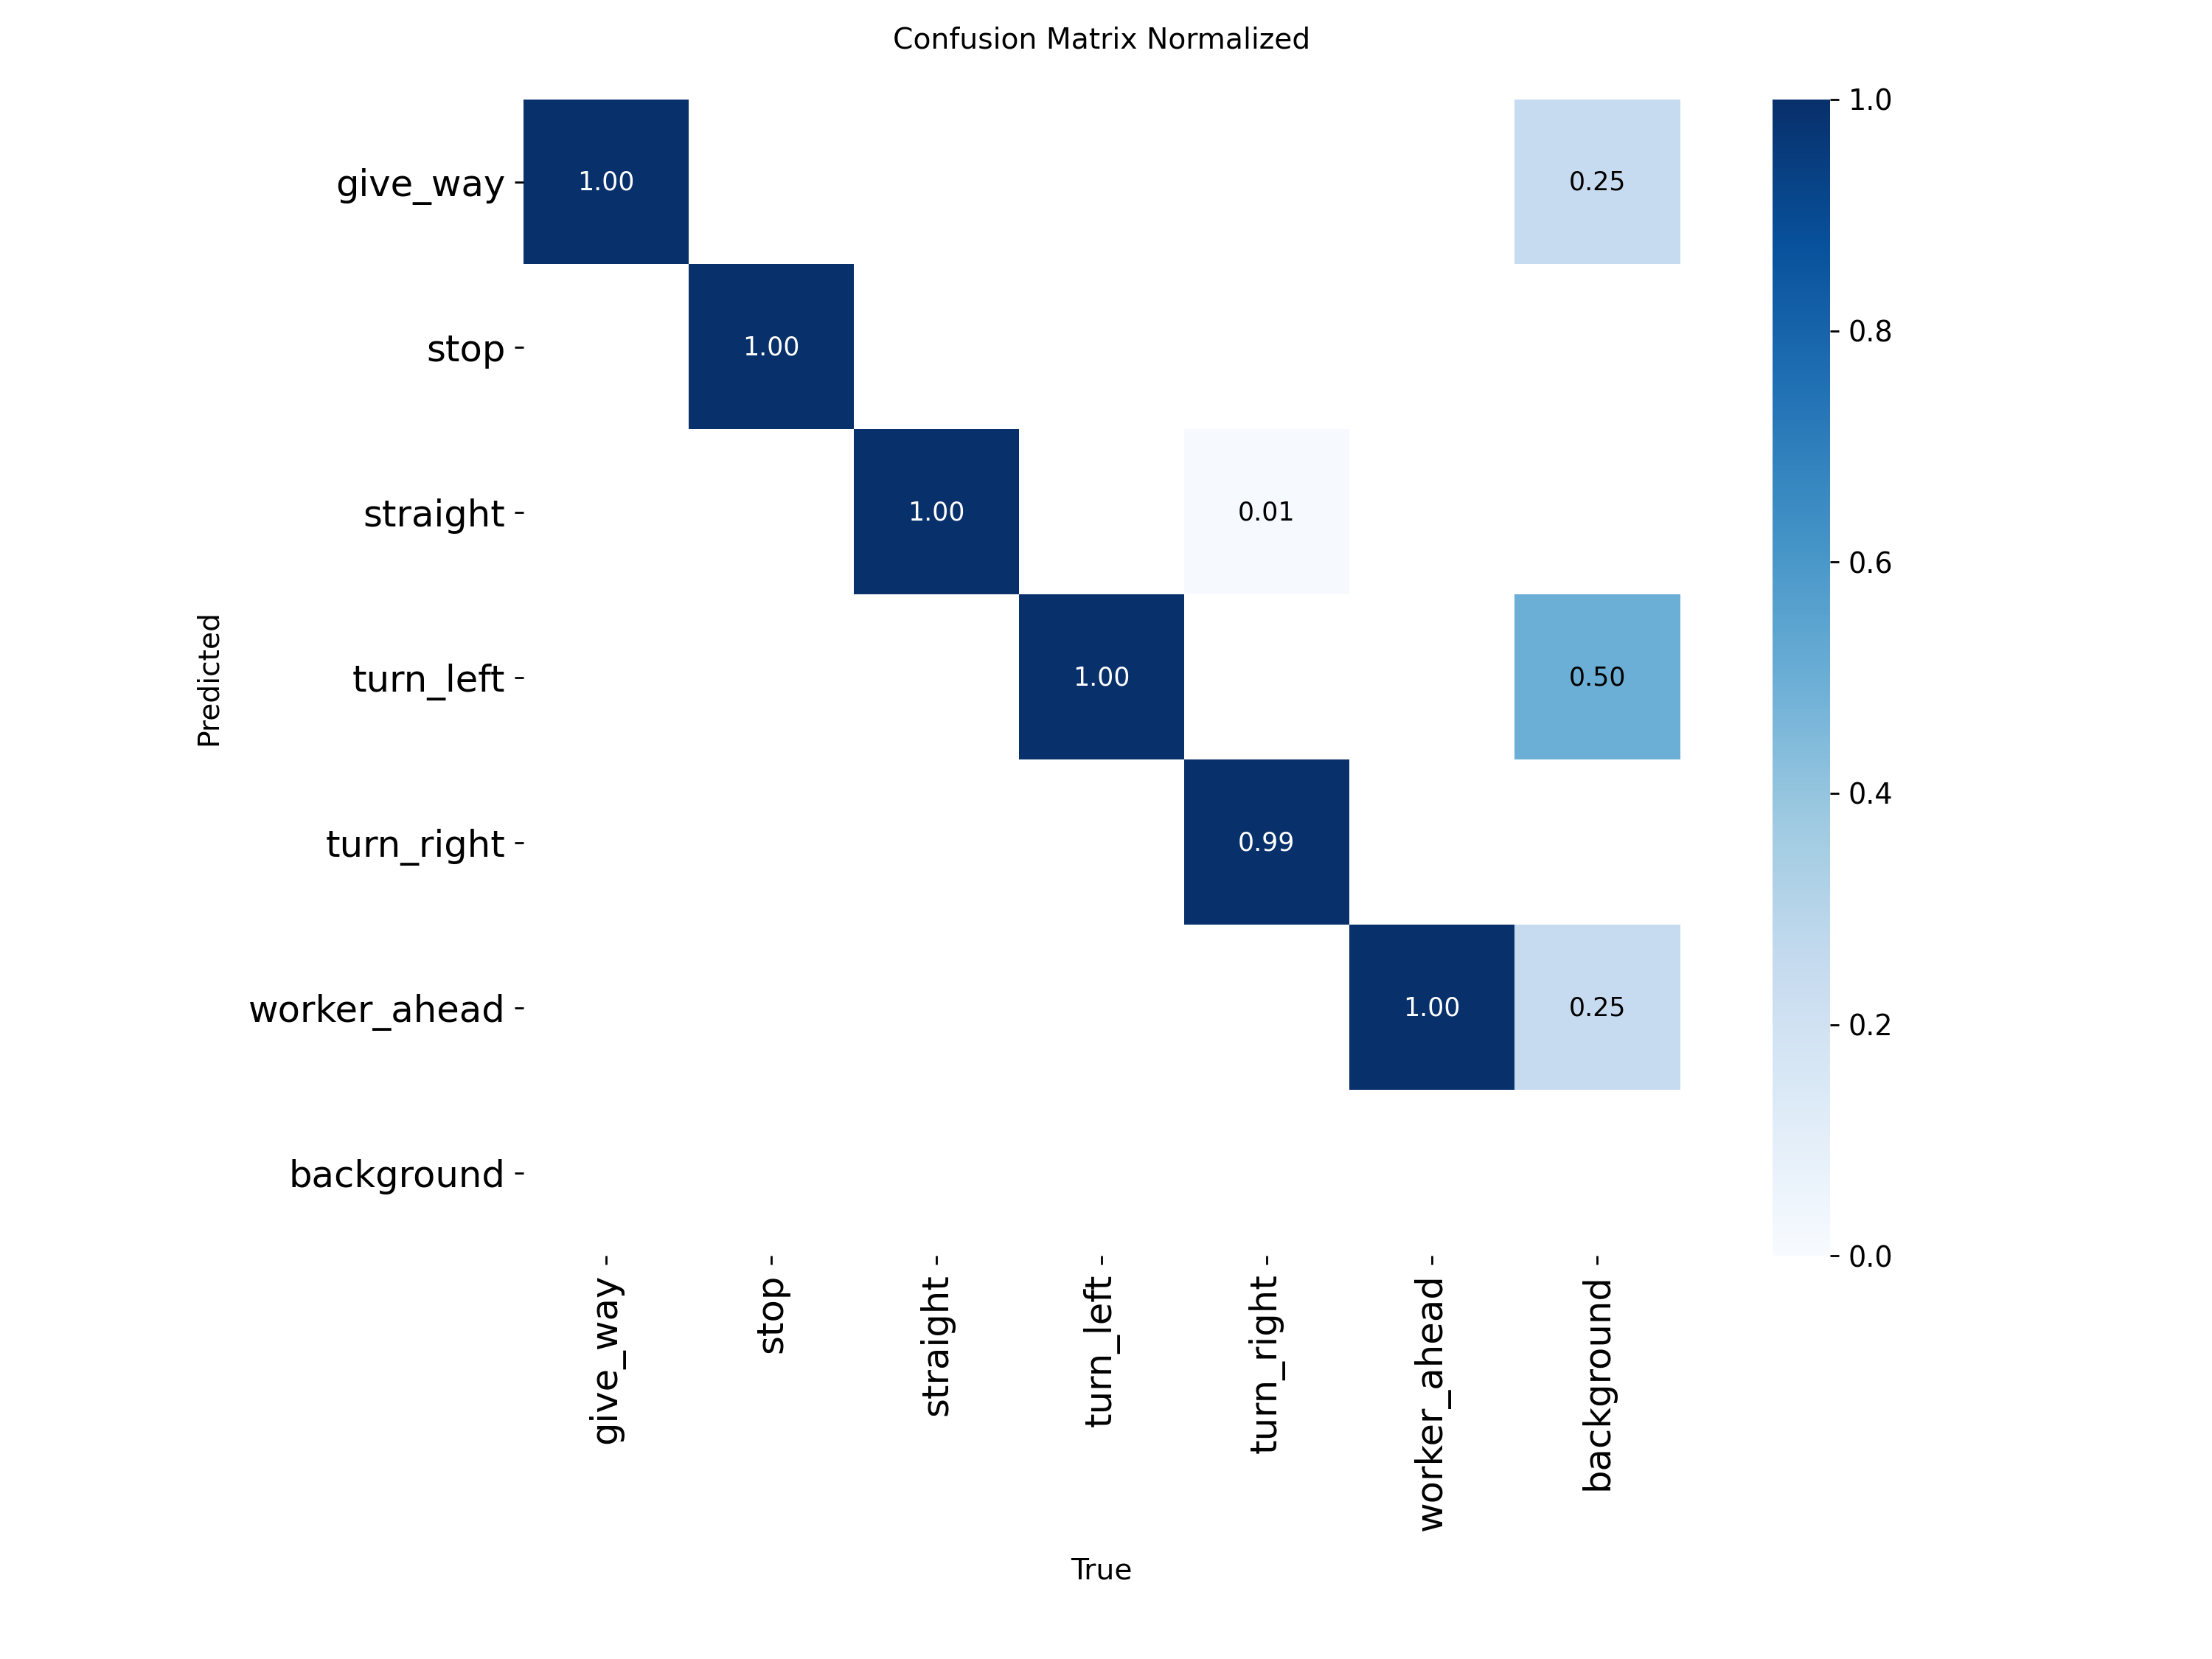 Confusion Matrix Normalized
give_way 1.00 0.25
stop 1.00
straight 1.00 0.01
turn_left 1.00 0.50
turn_right 0.99
worker_ahead 1.00 0.25
background
Predicted
give_way
stop
straight
turn_left
turn_right
worker_ahead
background
True
1.0
0.8
0.6
0.4
0.2
0.0